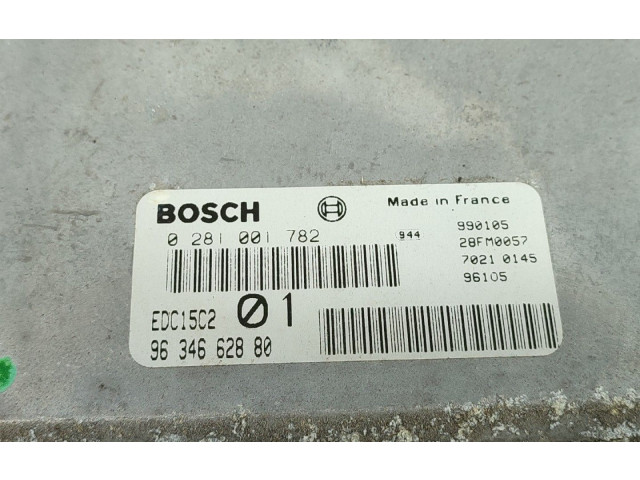 BOSCH
Made in France
0 281 001 782
944
990105
28FM0057
7021 0145
96105
EDC15C2
01
96 346 628 80